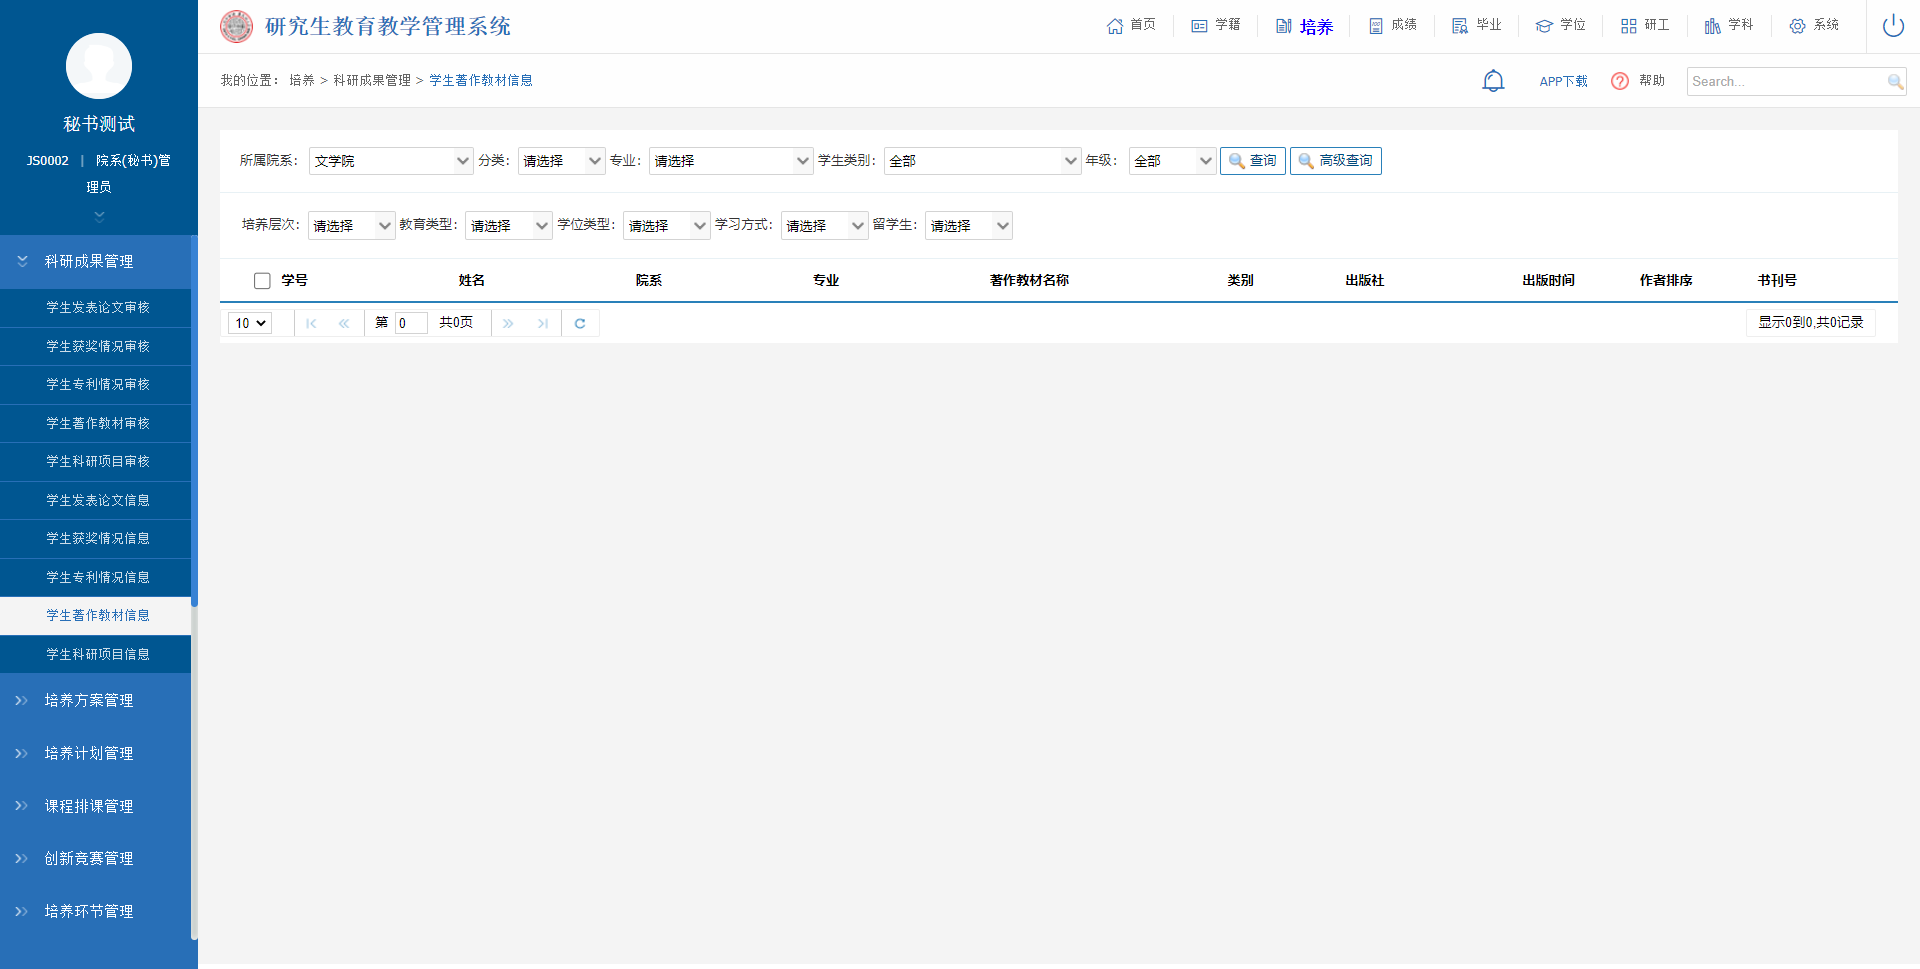 研究生教育教学管理系统
首页 学籍 培养 成绩 毕业 学位 研工 学科 系统
我的位置： 培养 > 科研成果管理 > 学生著作教材信息
APP下载 帮助 Search...
秘书测试
JS0002 | 院系(秘书)管
理员
科研成果管理
学生发表论文审核
学生获奖情况审核
学生专利情况审核
学生著作教材审核
学生科研项目审核
学生发表论文信息
学生获奖情况信息
学生专利情况信息
学生著作教材信息
学生科研项目信息
培养方案管理
培养计划管理
课程排课管理
创新竞赛管理
培养环节管理
所属院系： 文学院 分类： 请选择 专业： 请选择 学生类别： 全部 年级： 全部 查询 高级查询
培养层次： 请选择 教育类型： 请选择 学位类型： 请选择 学习方式： 请选择 留学生： 请选择
学号 姓名 院系 专业 著作教材名称 类别 出版社 出版时间 作者排序 书刊号
10 第 0 共0页 显示0到0,共0记录